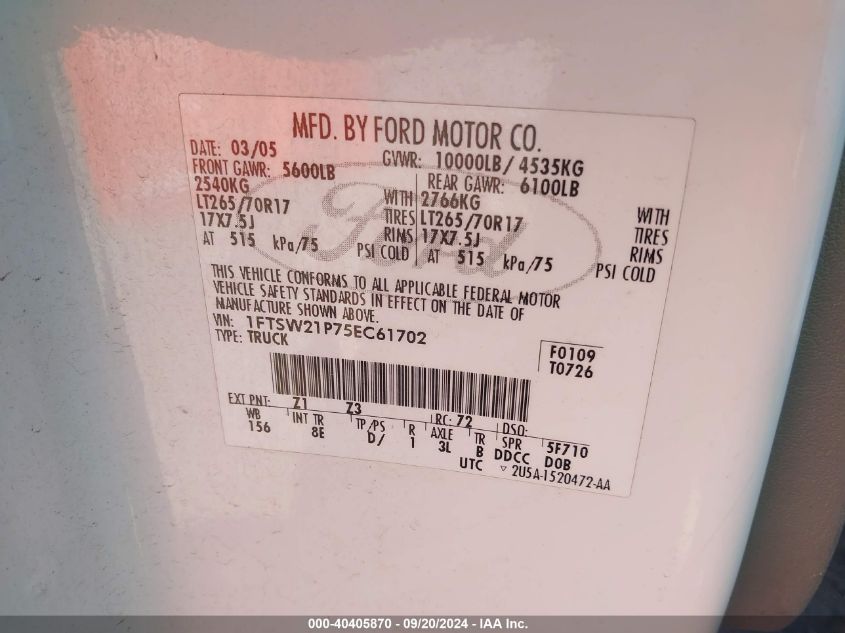 MFD. BY FORD MOTOR CO.
DATE: 03/05 GVWR: 10000LB/ 4535KG
FRONT GAWR: 5600LB REAR GAWR: 6100LB
2540KG WITH 2766KG WITH
LT265/70R17 TIRES LT265/70R17 TIRES
17X7.5J RIMS 17X7.5J RIMS
AT 515 kPa/75 PSI COLD AT 515 kPa/75 PSI COLD
Ford
THIS VEHICLE CONFORMS TO ALL APPLICABLE FEDERAL MOTOR
VEHICLE SAFETY STANDARDS IN EFFECT ON THE DATE OF
MANUFACTURE SHOWN ABOVE.
VIN: 1FTSW21P75EC61702
TYPE: TRUCK
F0109
T0726
EXT PNT: Z1 Z3 RC: 72 DSO:
WB INT TR TP/PS R AXLE TR SPR 5F710
156 8E D/ 1 3L B DDCC D0B
UTC ▽ 2U5A-1520472-AA
000-40405870 - 09/20/2024 - IAA Inc.